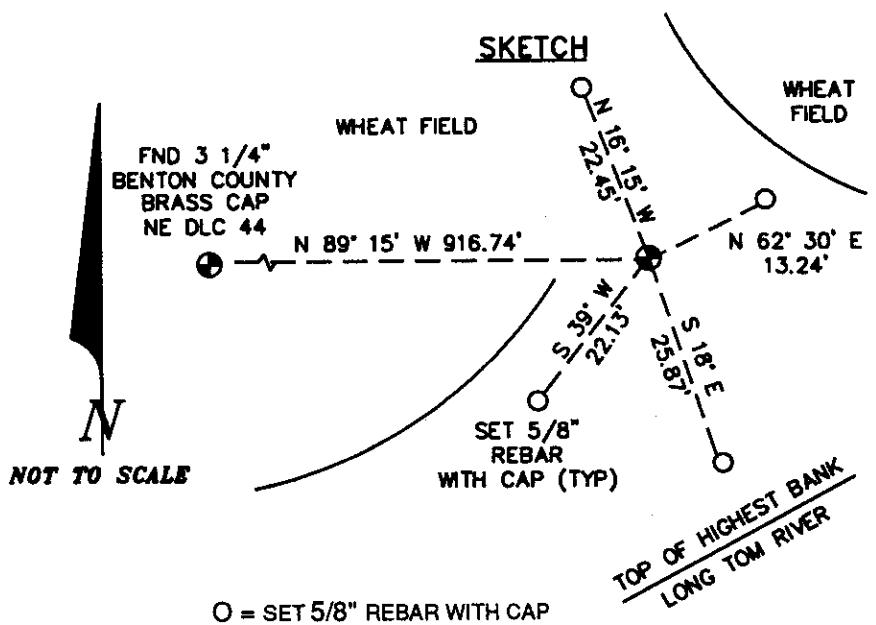 SKETCH
WHEAT FIELD
WHEAT
FIELD
FND 3 1/4"
BENTON COUNTY
BRASS CAP
NE DLC 44
N 16° 15' W
22.45'
N 89° 15' W 916.74'
N 62° 30' E
13.24'
S 39° W
22.13'
S 18° E
25.87'
SET 5/8"
REBAR
WITH CAP (TYP)
N
NOT TO SCALE
TOP OF HIGHEST BANK
LONG TOM RIVER
O = SET 5/8" REBAR WITH CAP